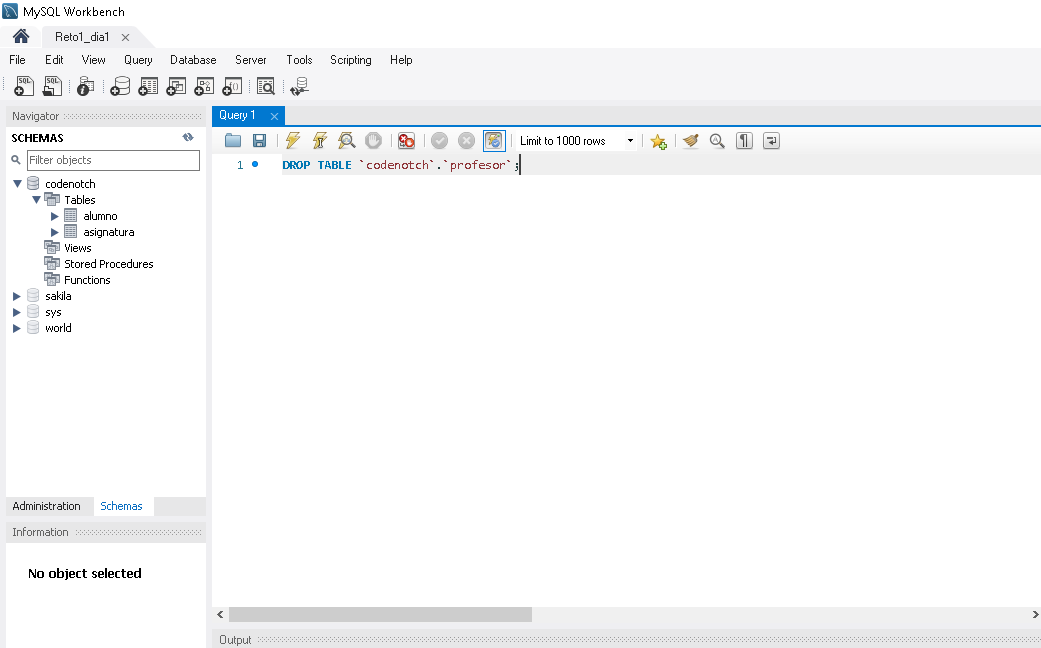 MySQL Workbench
Reto1_dia1
File Edit View Query Database Server Tools Scripting Help
Navigator
SCHEMAS
Filter objects
codenotch
Tables
alumno
asignatura
Views
Stored Procedures
Functions
sakila
sys
world
Administration Schemas
Information
No object selected
Query 1
Limit to 1000 rows
1 DROP TABLE `codenotch`.`profesor`;
Output